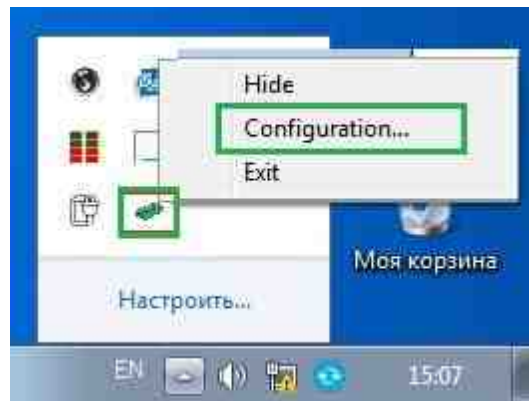 Hide
Configuration...
Exit
Моя корзина
Настроить...
EN
15:07